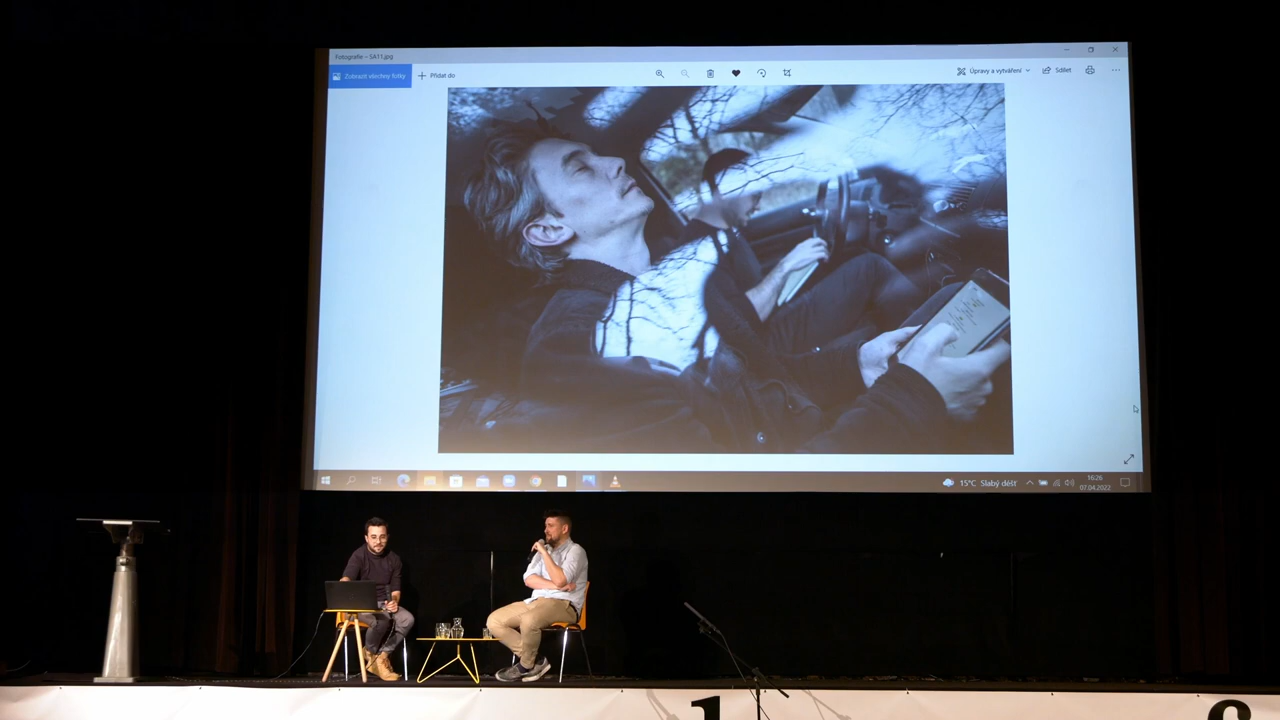 Fotografie – SA11.jpg
Zobrazit všechny fotky
Přidat do
Úpravy a vytváření
Sdílet
15°C Slabý déšť
16:26
07.04.2022